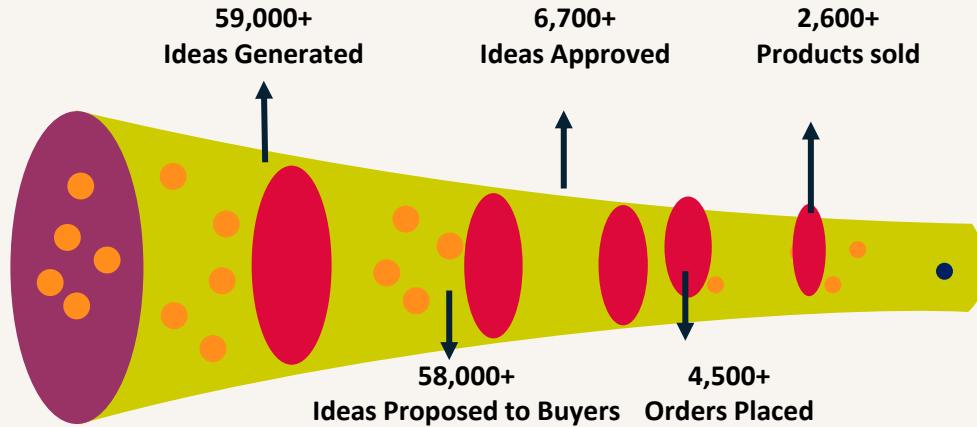 59,000+
Ideas Generated
6,700+
Ideas Approved
2,600+
Products sold
58,000+
Ideas Proposed to Buyers
4,500+
Orders Placed